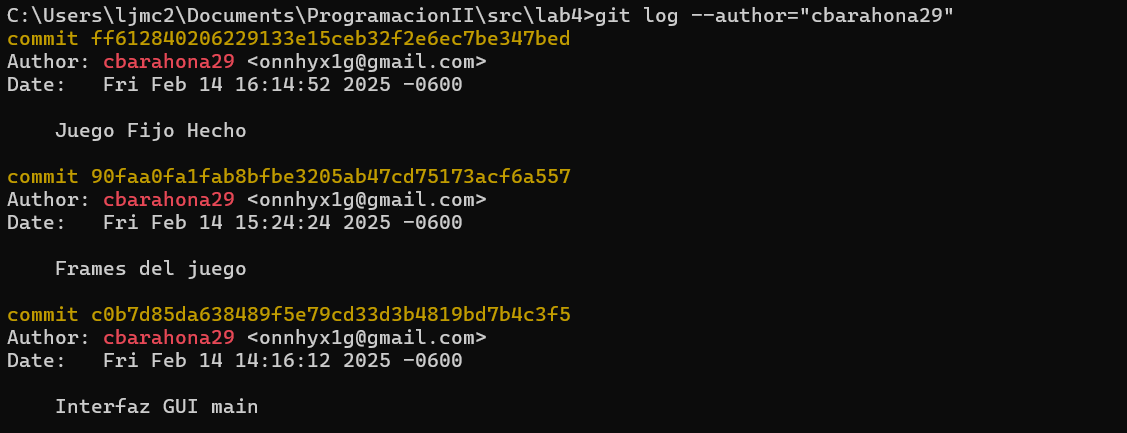 C:\Users\ljmc2\Documents\ProgramacionII\src\lab4>git log --author="cbarahona29"
commit ff612840206229133e15ceb32f2e6ec7be347bed
Author: cbarahona29 <onnhyx1g@gmail.com>
Date:   Fri Feb 14 16:14:52 2025 -0600
    Juego Fijo Hecho
commit 90faa0fa1fab8bfbe3205ab47cd75173acf6a557
Author: cbarahona29 <onnhyx1g@gmail.com>
Date:   Fri Feb 14 15:24:24 2025 -0600
    Frames del juego
commit c0b7d85da638489f5e79cd33d3b4819bd7b4c3f5
Author: cbarahona29 <onnhyx1g@gmail.com>
Date:   Fri Feb 14 14:16:12 2025 -0600
    Interfaz GUI main